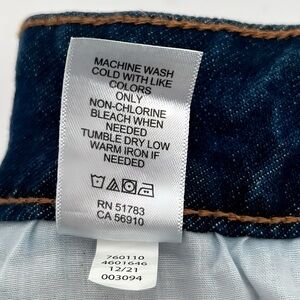 MACHINE WASH
COLD WITH LIKE
COLORS
ONLY
NON-CHLORINE
BLEACH WHEN
NEEDED
TUMBLE DRY LOW
WARM IRON IF
NEEDED
RN 51783
CA 56910
760110
4601646
12/21
003094